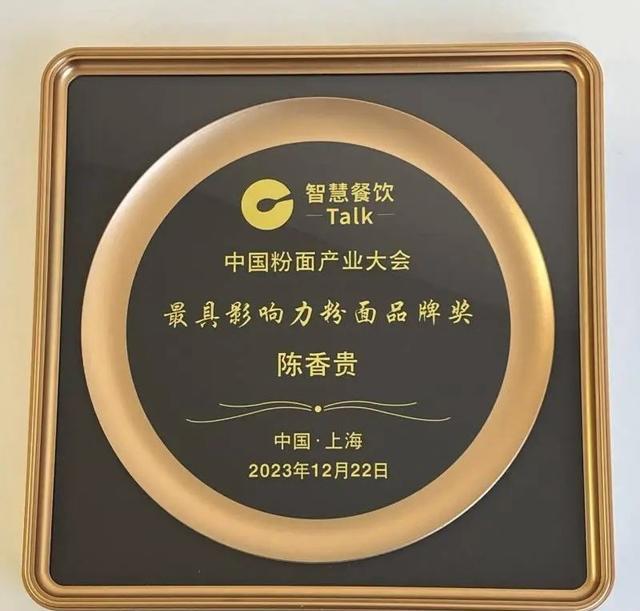 智慧餐饮
Talk
中国粉面产业大会
最具影响力粉面品牌奖
陈香贵
中国·上海
2023年12月22日